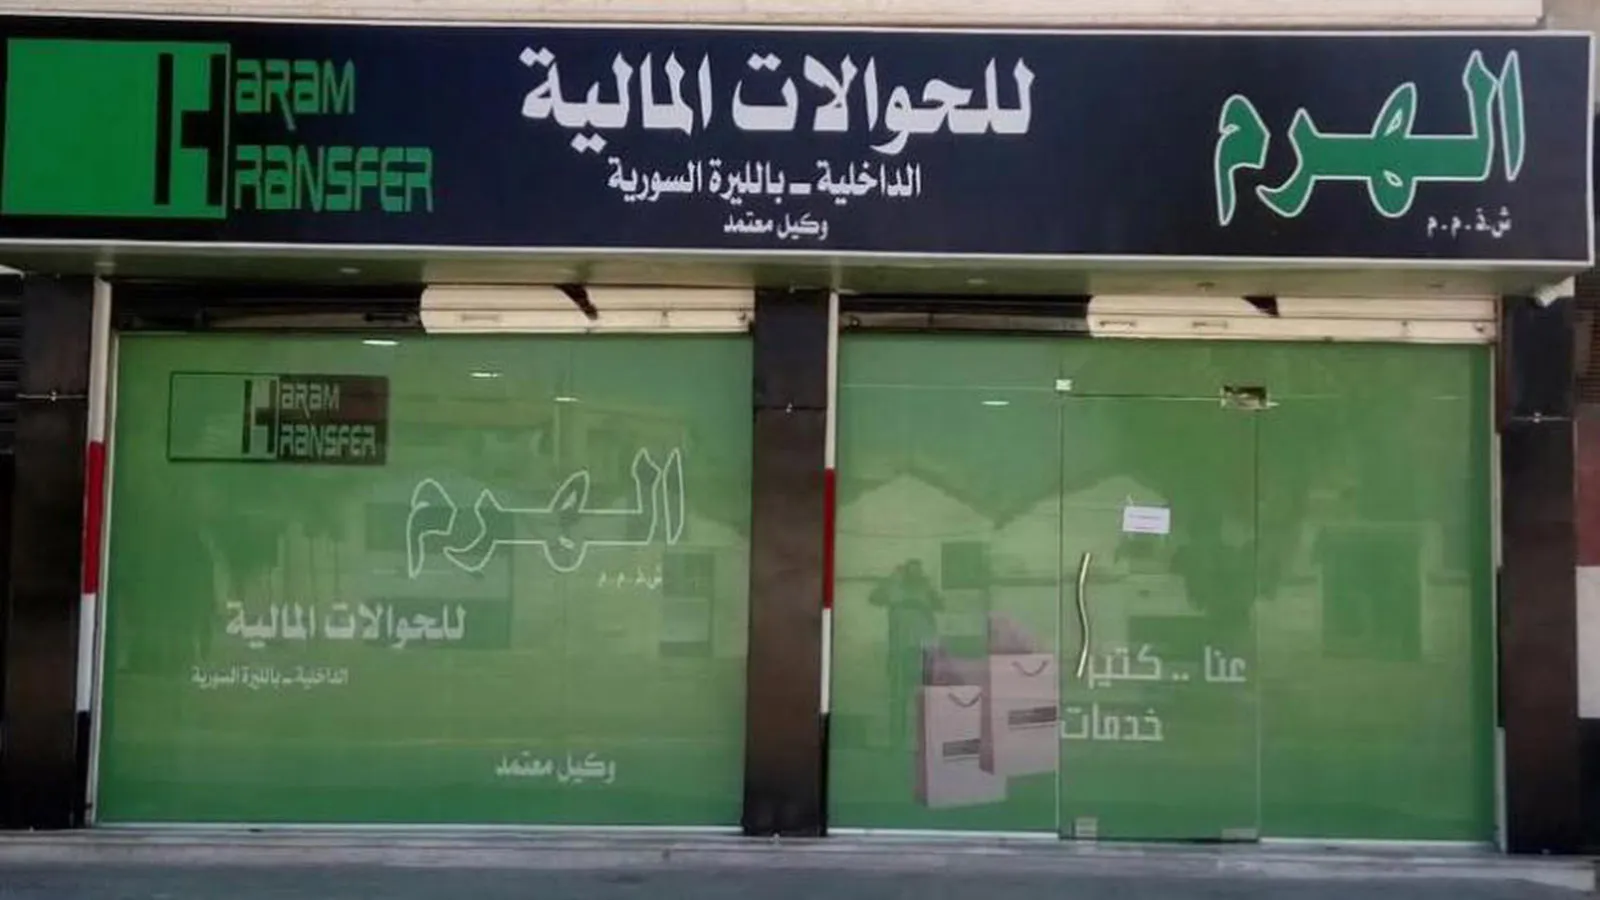 الهرم
ش.ذ.م.م
للحوالات المالية
الداخلية - بالليرة السورية
وكيل معتمد
HARAM
TRANSFER
HARAM
TRANSFER
الهرم
ش.ذ.م.م
للحوالات المالية
الداخلية - بالليرة السورية
وكيل معتمد
عنا .. كتير
خدمات